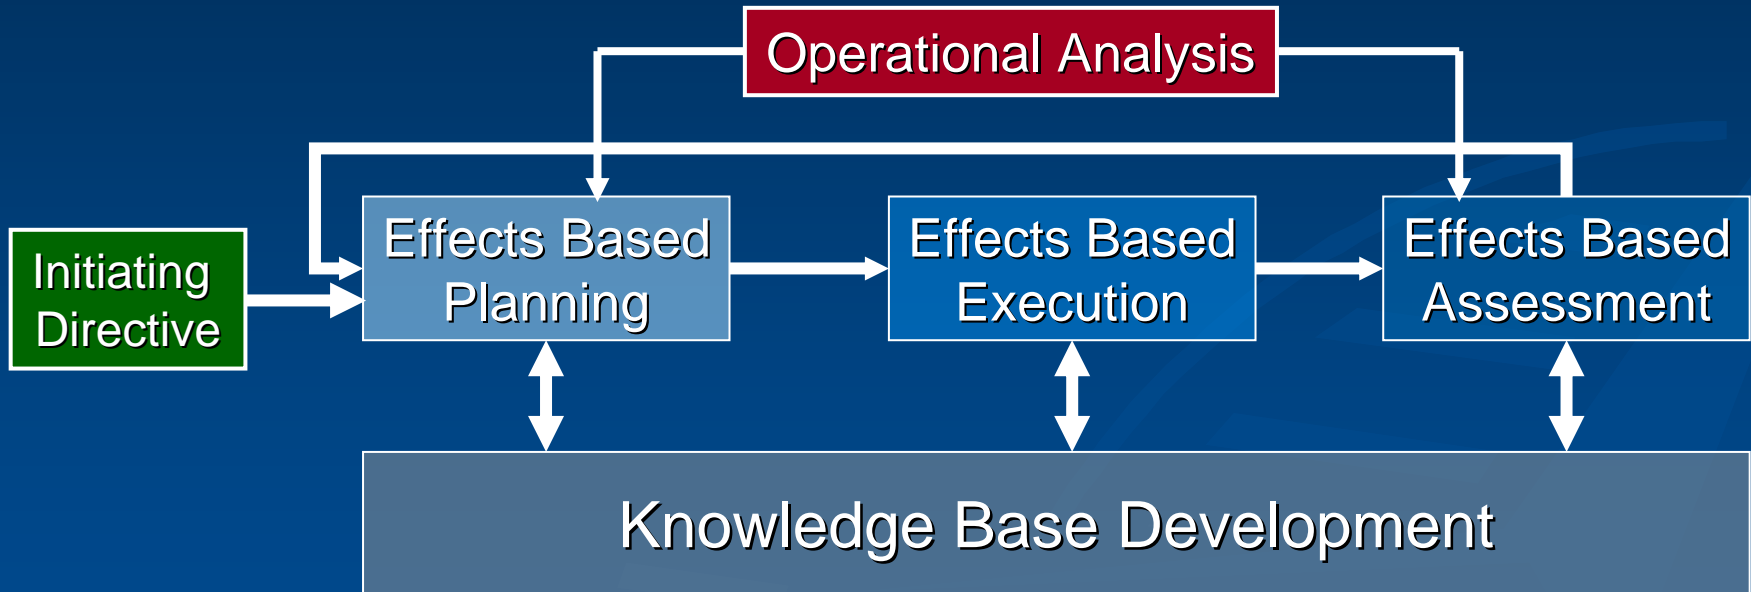 Operational Analysis
Initiating
Directive
Effects Based
Planning
Effects Based
Execution
Effects Based
Assessment
Knowledge Base Development